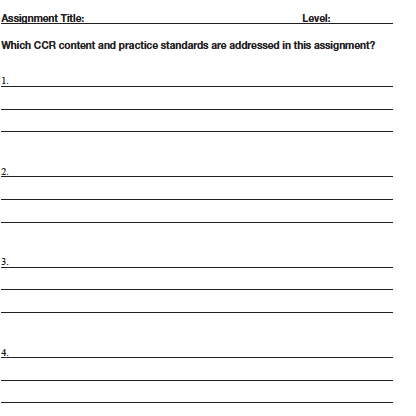 Assignment Title: Level:
Which CCR content and practice standards are addressed in this assignment?
1.
2.
3.
4.